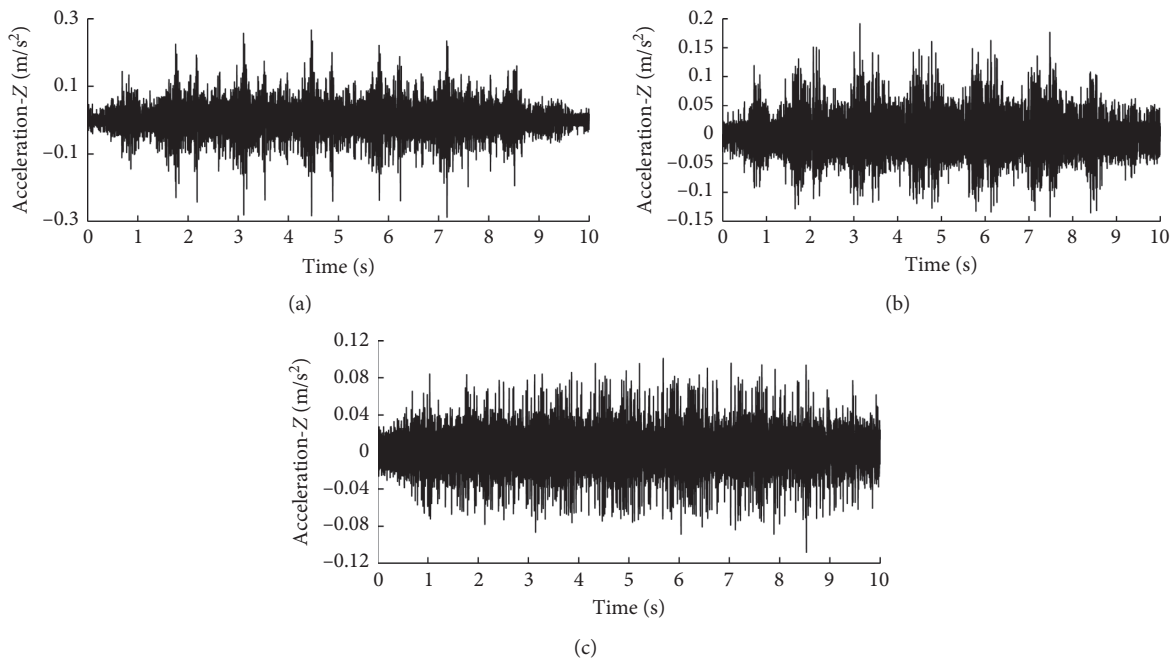 Acceleration-Z (m/s²)
0.3
0.1
−0.1
−0.3
0 1 2 3 4 5 6 7 8 9 10
Time (s)
(a)
Acceleration-Z (m/s²)
0.2
0.15
0.1
0.05
0
−0.05
−0.1
−0.15
0 1 2 3 4 5 6 7 8 9 10
Time (s)
(b)
Acceleration-Z (m/s²)
0.12
0.08
0.04
0
−0.04
−0.08
−0.12
0 1 2 3 4 5 6 7 8 9 10
Time (s)
(c)